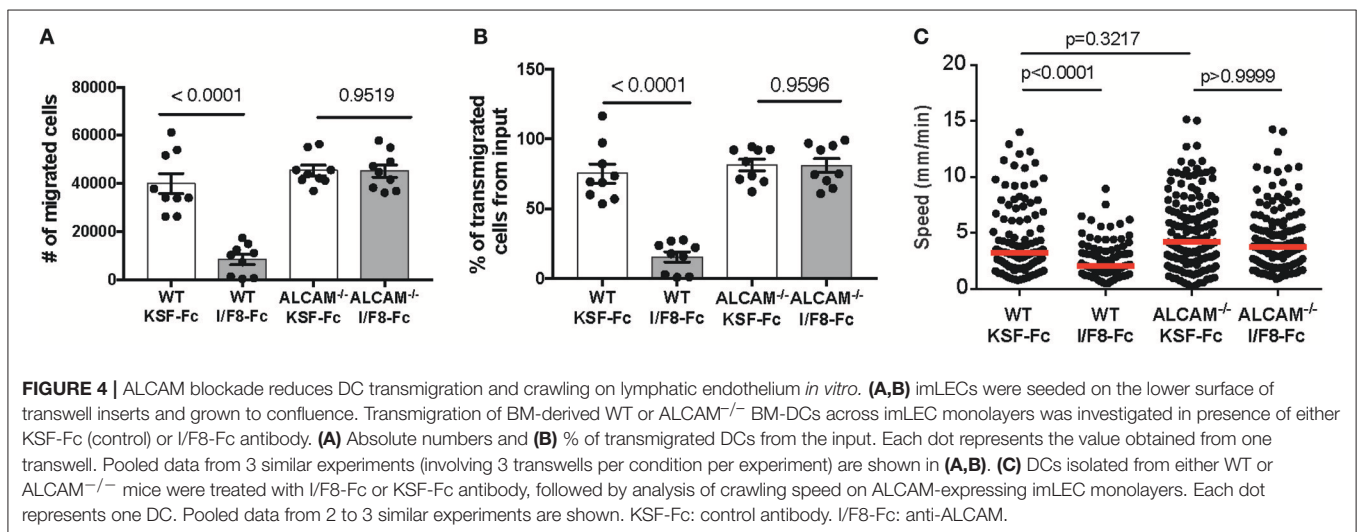 A
# of migrated cells
80000
60000
40000
20000
0
< 0.0001
0.9519
WT
KSF-Fc
WT
I/F8-Fc
ALCAM-/-
KSF-Fc
ALCAM-/-
I/F8-Fc
B
% of transmigrated
cells from input
150
100
50
0
< 0.0001
0.9596
WT
KSF-Fc
WT
I/F8-Fc
ALCAM-/-
KSF-Fc
ALCAM-/-
I/F8-Fc
C
Speed (mm/min)
20
15
10
5
0
p=0.3217
p<0.0001
p>0.9999
WT
KSF-Fc
WT
I/F8-Fc
ALCAM-/-
KSF-Fc
ALCAM-/-
I/F8-Fc
FIGURE 4 | ALCAM blockade reduces DC transmigration and crawling on lymphatic endothelium in vitro. (A,B) imLECs were seeded on the lower surface of
transwell inserts and grown to confluence. Transmigration of BM-derived WT or ALCAM−/− BM-DCs across imLEC monolayers was investigated in presence of either
KSF-Fc (control) or I/F8-Fc antibody. (A) Absolute numbers and (B) % of transmigrated DCs from the input. Each dot represents the value obtained from one
transwell. Pooled data from 3 similar experiments (involving 3 transwells per condition per experiment) are shown in (A,B). (C) DCs isolated from either WT or
ALCAM−/− mice were treated with I/F8-Fc or KSF-Fc antibody, followed by analysis of crawling speed on ALCAM-expressing imLEC monolayers. Each dot
represents one DC. Pooled data from 2 to 3 similar experiments are shown. KSF-Fc: control antibody. I/F8-Fc: anti-ALCAM.